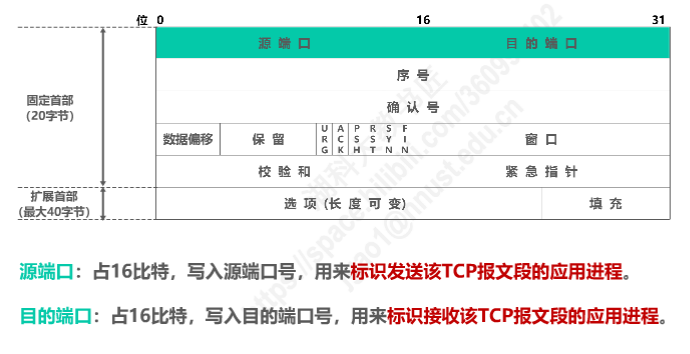 位 0 16 31
源 端 口 目 的 端 口
序 号
固定首部
(20字节)
确 认 号
数据偏移 保 留 URG ACK PSH RST SYN FIN 窗 口
校 验 和 紧 急 指 针
扩展首部
(最大40字节)
选 项 (长 度 可 变) 填 充
源端口：占16比特，写入源端口号，用来标识发送该TCP报文段的应用进程。
目的端口：占16比特，写入目的端口号，用来标识接收该TCP报文段的应用进程。